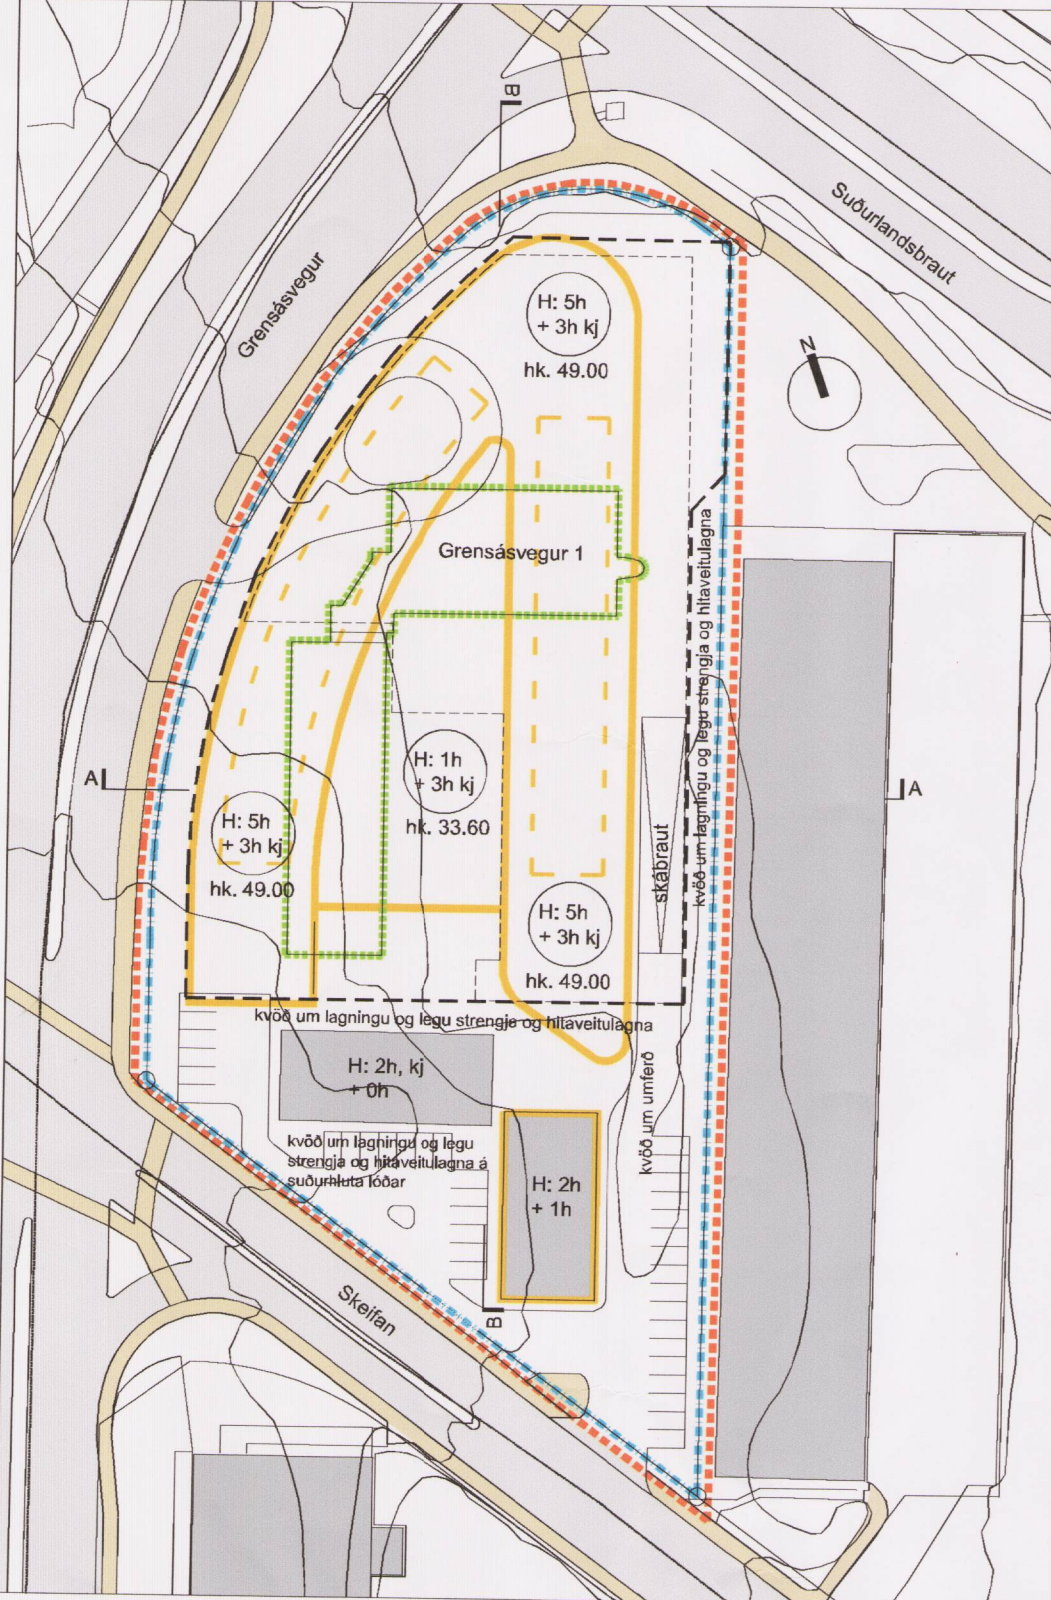 B
Suðurlandsbraut
Grensásvegur
N
H: 5h
+ 3h kj
hk. 49.00
Grensásvegur 1
kvöð um lagningu og legu strengja og hitaveitulagna
H: 1h
+ 3h kj
hk. 33.60
A
A
H: 5h
+ 3h kj
hk. 49.00
skábraut
H: 5h
+ 3h kj
hk. 49.00
kvöð um lagningu og legu strengja og hitaveitulagna
H: 2h, kj
+ 0h
kvöð um umferð
kvöð um lagningu og legu
strengja og hitaveitulagna á
suðurhluta lóðar
H: 2h
+ 1h
Skeifan
B